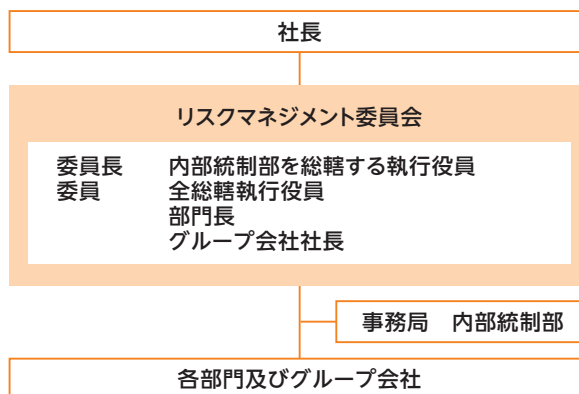 社長
リスクマネジメント委員会
委員長　内部統制部を総轄する執行役員
委員　全総轄執行役員
部門長
グループ会社社長
事務局　内部統制部
各部門及びグループ会社